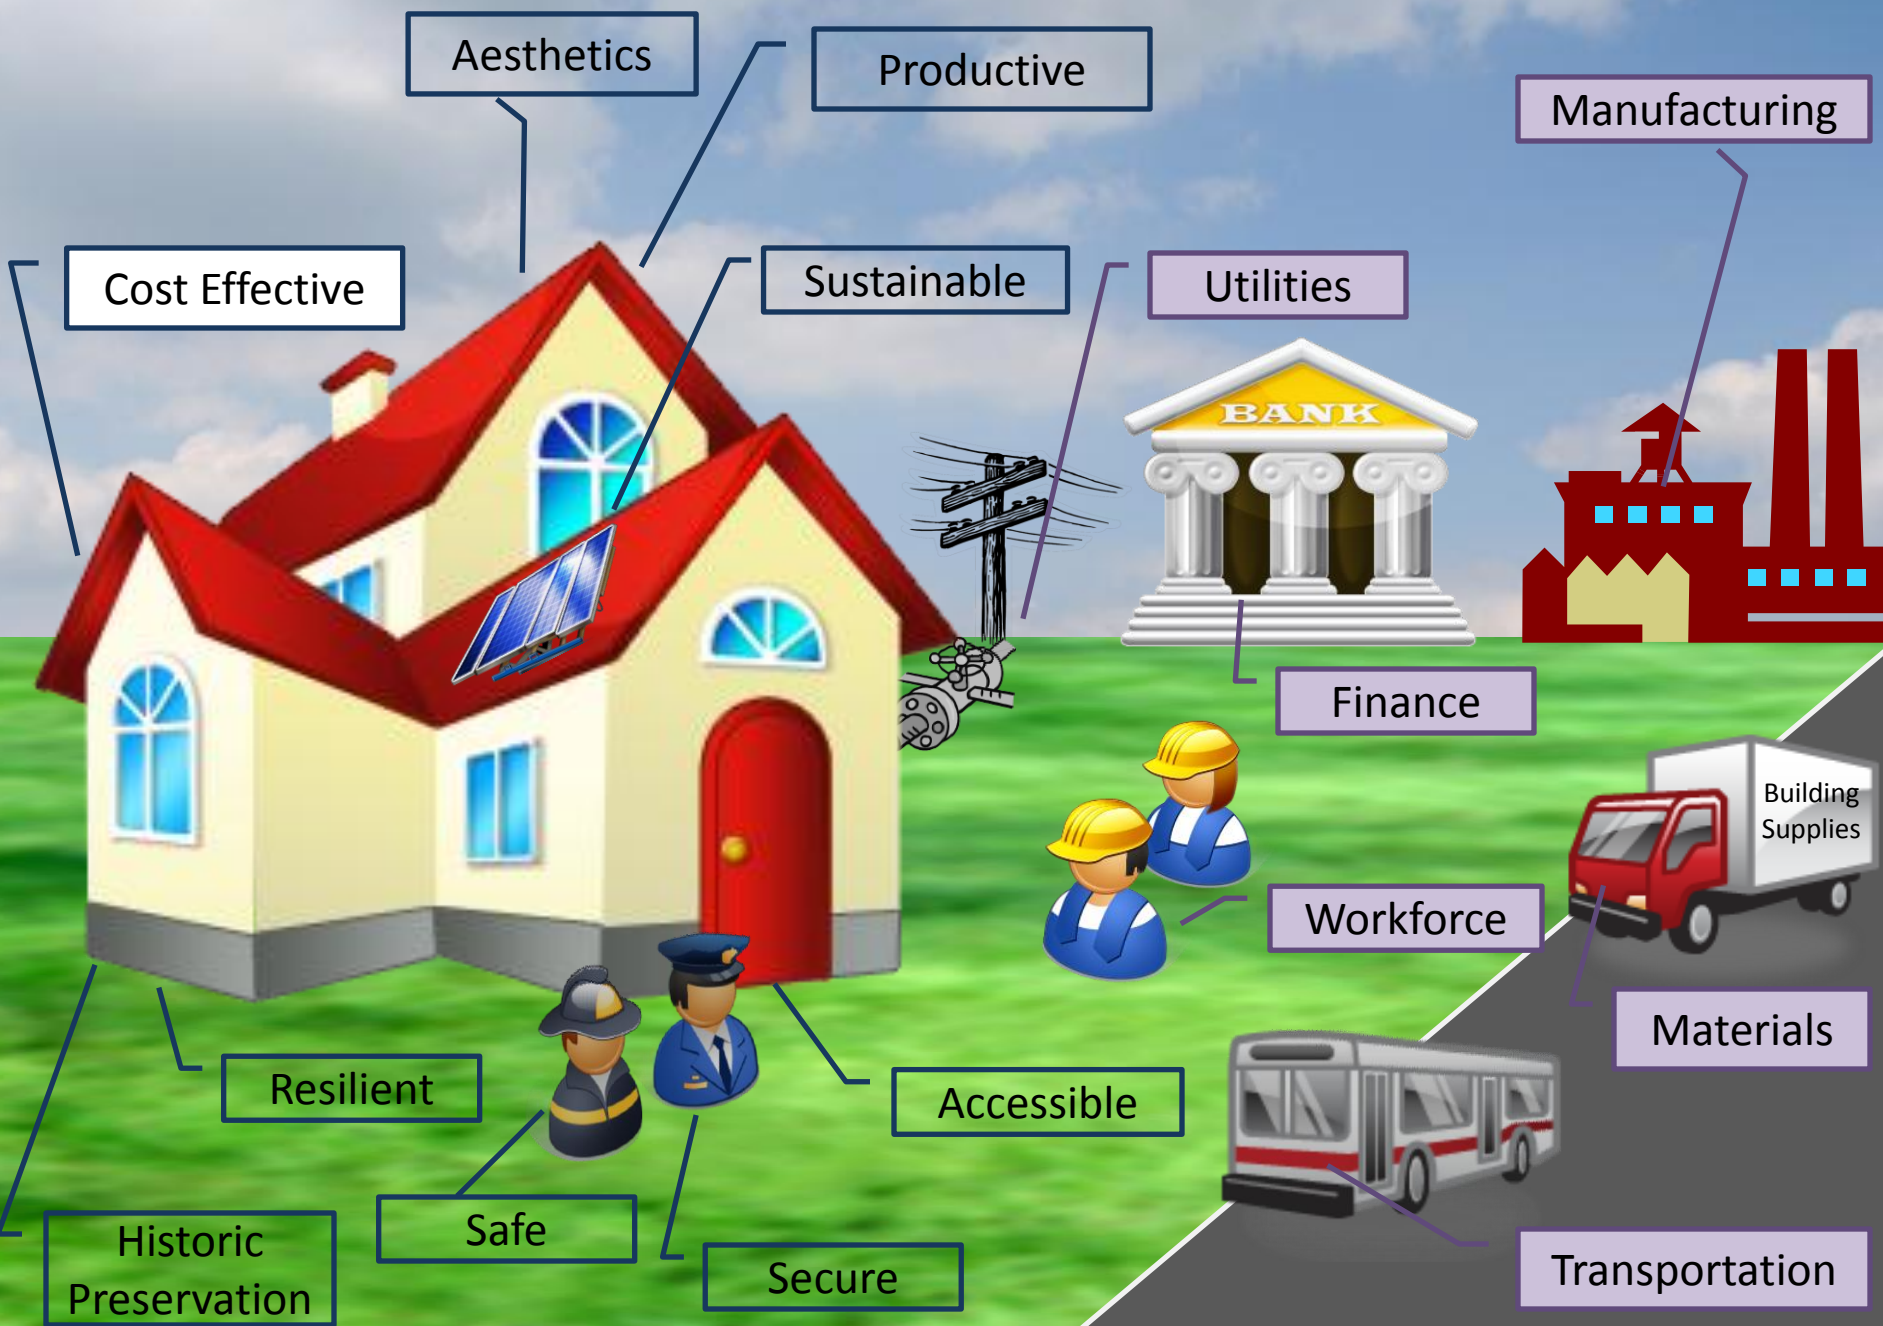 Aesthetics
Productive
Manufacturing
Cost Effective
Sustainable
Utilities
BANK
Finance
Building
Supplies
Workforce
Materials
Resilient
Accessible
Safe
Historic
Preservation
Secure
Transportation